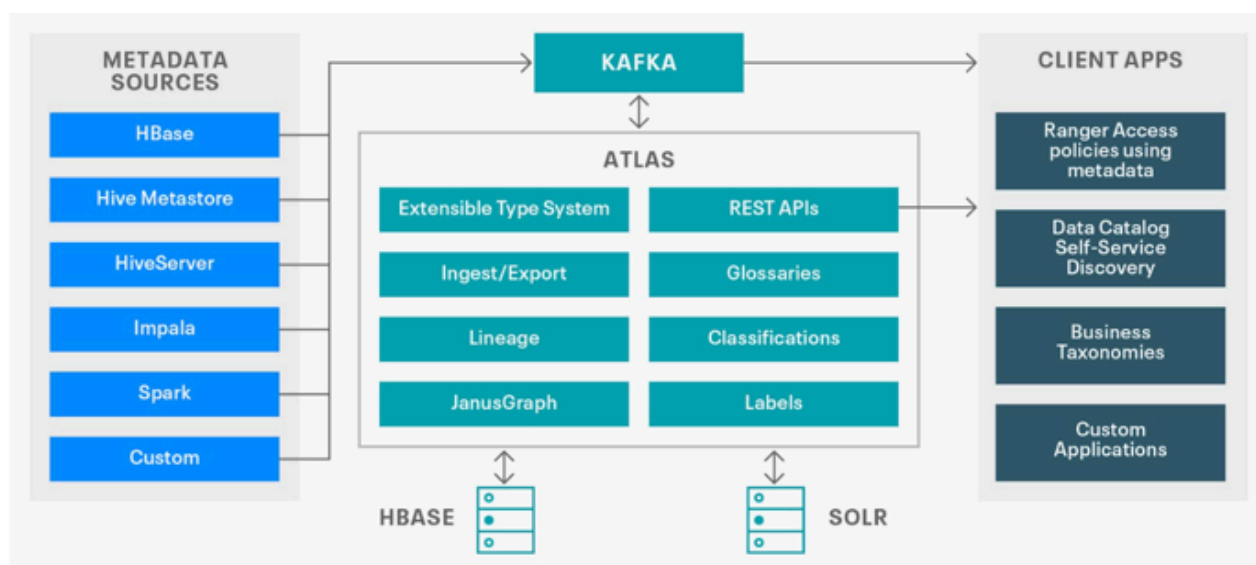 METADATA
SOURCES
HBase
Hive Metastore
HiveServer
Impala
Spark
Custom
KAFKA
ATLAS
Extensible Type System
REST APIs
Ingest/Export
Glossaries
Lineage
Classifications
JanusGraph
Labels
HBASE
SOLR
CLIENT APPS
Ranger Access
policies using
metadata
Data Catalog
Self-Service
Discovery
Business
Taxonomies
Custom
Applications